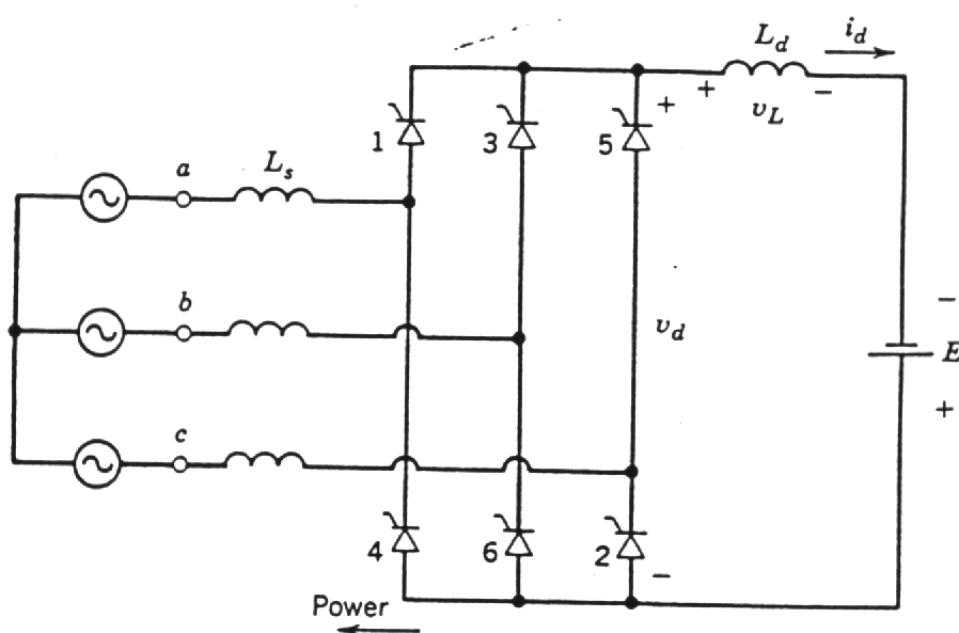 L_d
i_d
+ + v_L -
1 3 5
a
L_s
b
v_d
-
E
+
c
4 6 2
-
Power